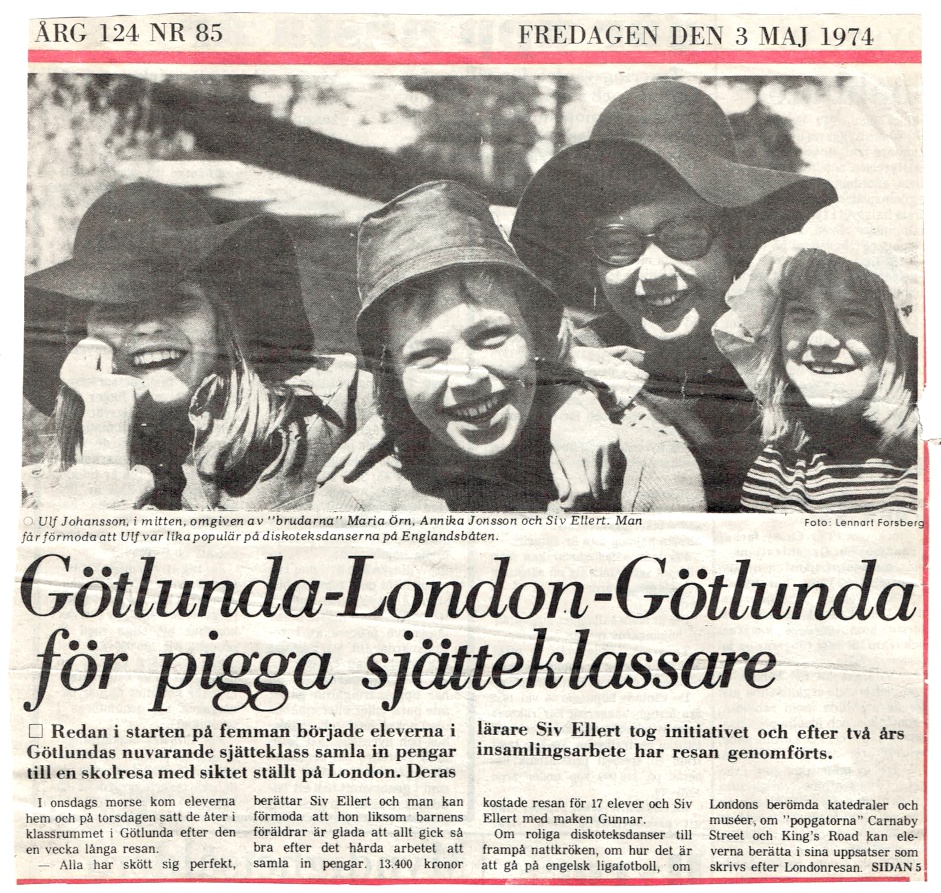 ÅRG 124 NR 85
FREDAGEN DEN 3 MAJ 1974
○ Ulf Johansson, i mitten, omgiven av "brudarna" Maria Örn, Annika Jonsson och Siv Ellert. Man
får förmoda att Ulf var lika populär på diskoteksdanserna på Englandsbåten.
Foto: Lennart Forsberg
Götlunda-London-Götlunda
för pigga sjätteklassare
□ Redan i starten på femman började eleverna i
Götlundas nuvarande sjätteklass samla in pengar
till en skolresa med siktet ställt på London. Deras
lärare Siv Ellert tog initiativet och efter två års
insamlingsarbete har resan genomförts.
I onsdags morse kom eleverna
hem och på torsdagen satt de åter i
klassrummet i Götlunda efter den
en vecka långa resan.
— Alla har skött sig perfekt,
berättar Siv Ellert och man kan
förmoda att hon liksom barnens
föräldrar är glada att allt gick så
bra efter det hårda arbetet att
samla in pengar. 13.400 kronor
kostade resan för 17 elever och Siv
Ellert med maken Gunnar.
Om roliga diskoteksdanser till
frampå nattkröken, om hur det är
att gå på engelsk ligafotboll, om
Londons berömda katedraler och
muséer, om "popgatorna" Carnaby
Street och King's Road kan ele-
verna berätta i sina uppsatser som
skrivs efter Londonresan. SIDAN 5